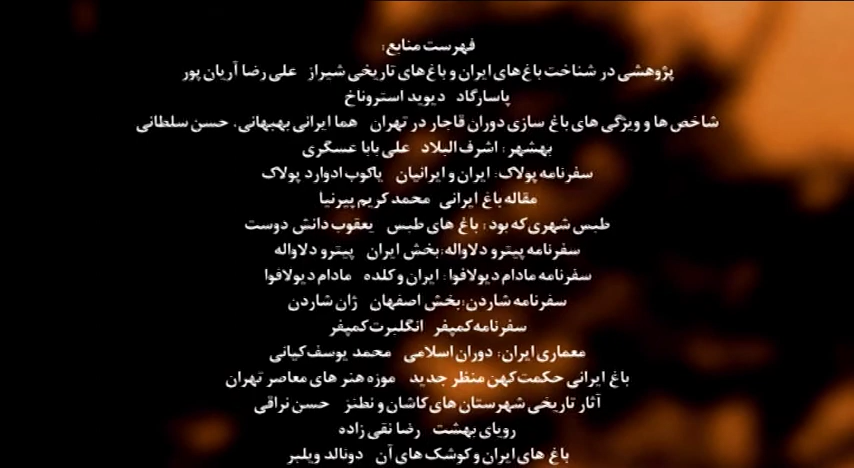 فهرست منابع:
پژوهشی در شناخت باغ‌های ایران و باغ‌های تاریخی شیراز علی رضا آریان پور
پاسارگاد دیوید استروناخ
شاخص ها و ویژگی های باغ سازی دوران قاجار در تهران هما ایرانی بهبهانی، حسن سلطانی
بهشهر : اشرف البلاد علی بابا عسگری
سفرنامه پولاک: ایران و ایرانیان یاکوب ادوارد پولاک
مقاله باغ ایرانی محمد کریم پیرنیا
طبس شهری که بود : باغ های طبس یعقوب دانش دوست
سفرنامه پیترو دلاواله:بخش ایران پیترو دلاواله
سفرنامه مادام دیولافوا : ایران و کلده مادام دیولافوا
سفرنامه شاردن:بخش اصفهان ژان شاردن
سفرنامه کمپفر انگلبرت کمپفر
معماری ایران: دوران اسلامی محمد یوسف کیانی
باغ ایرانی حکمت کهن منظر جدید موزه هنر های معاصر تهران
آثار تاریخی شهرستان های کاشان و نطنز حسن نراقی
رویای بهشت رضا نقی زاده
باغ های ایران و کوشک های آن دونالد ویلبر